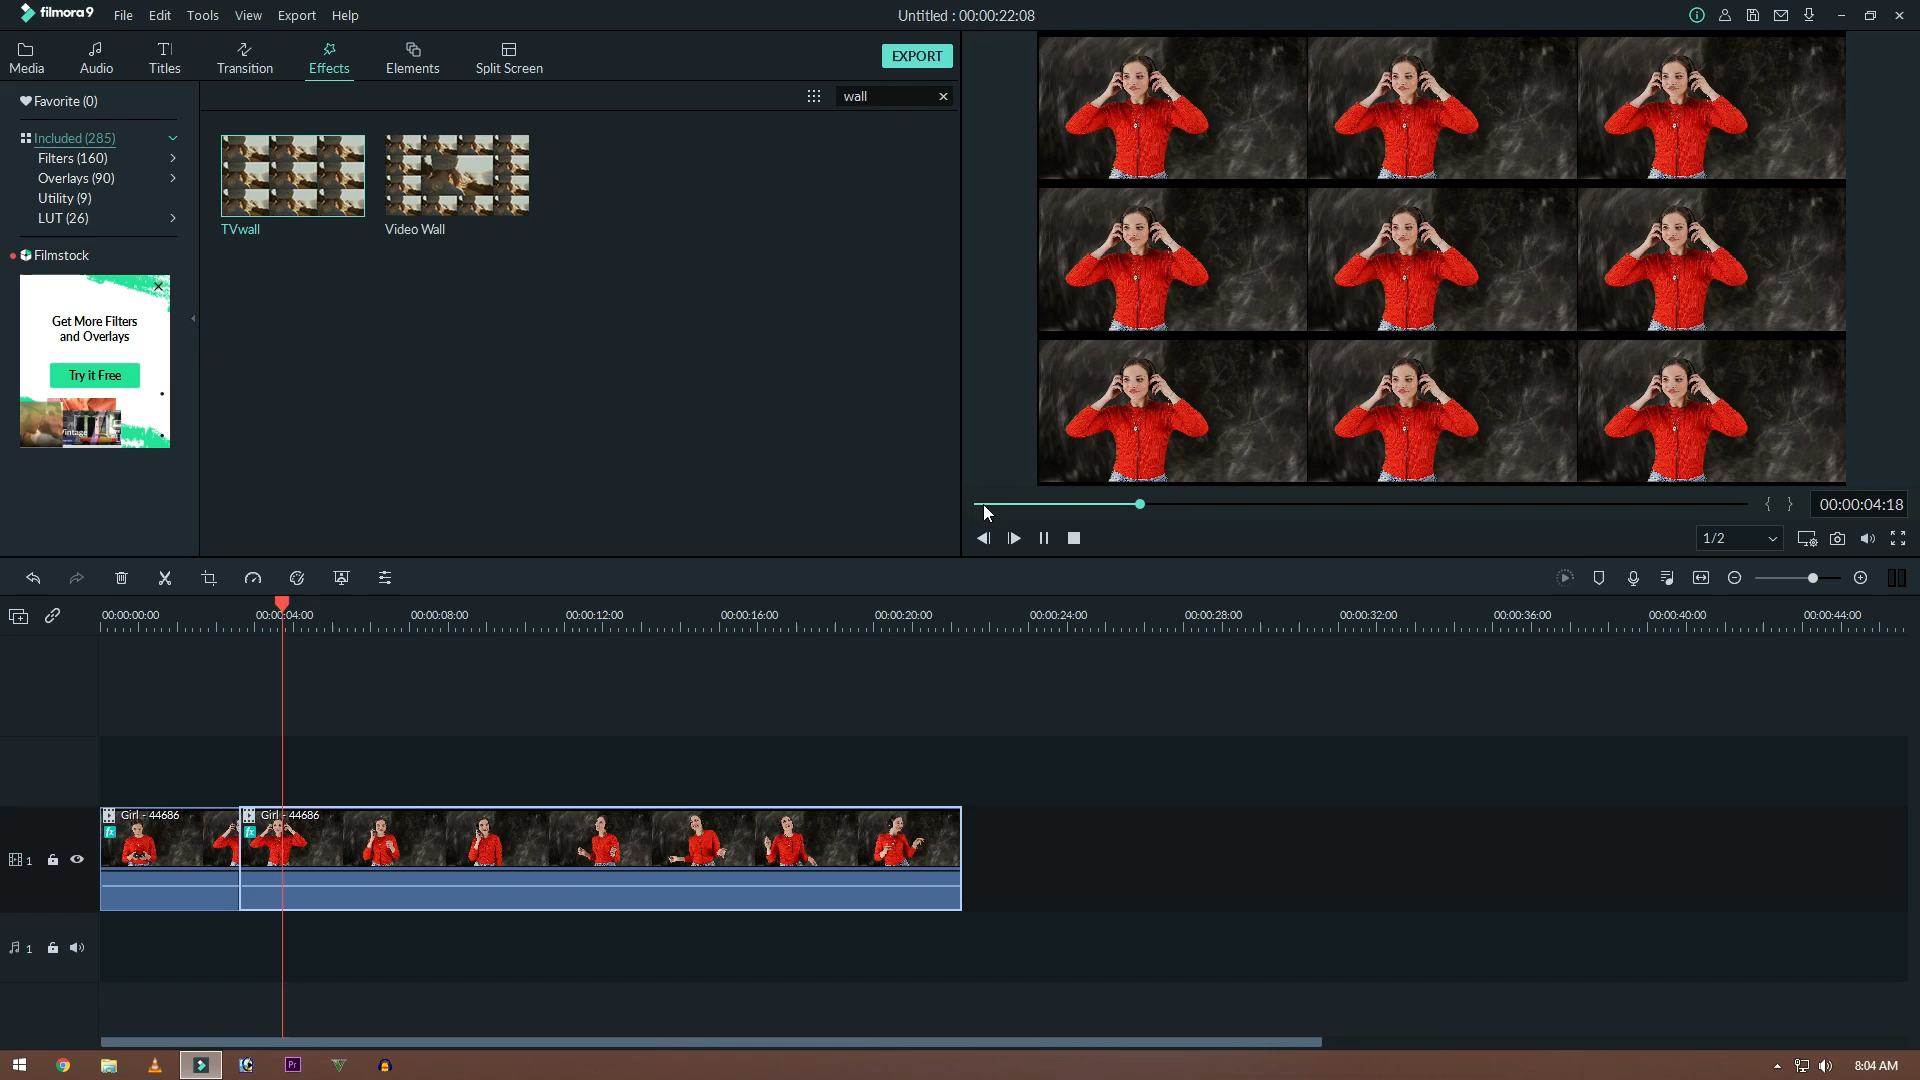 filmora9 File Edit Tools View Export Help Untitled : 00:00:22:08
Media Audio Titles Transition Effects Elements Split Screen EXPORT
Favorite (0) wall
Included (285)
Filters (160)
Overlays (90)
Utility (9)
LUT (26)
TVwall Video Wall
Filmstock
Get More Filters
and Overlays
Try it Free
00:00:04:18
1/2
00:00:00:00 00:00:04:00 00:00:08:00 00:00:12:00 00:00:16:00 00:00:20:00 00:00:24:00 00:00:28:00 00:00:32:00 00:00:36:00 00:00:40:00 00:00:44:00
Girl - 44686 Girl - 44686
fx fx
1
1
Pr 8:04 AM